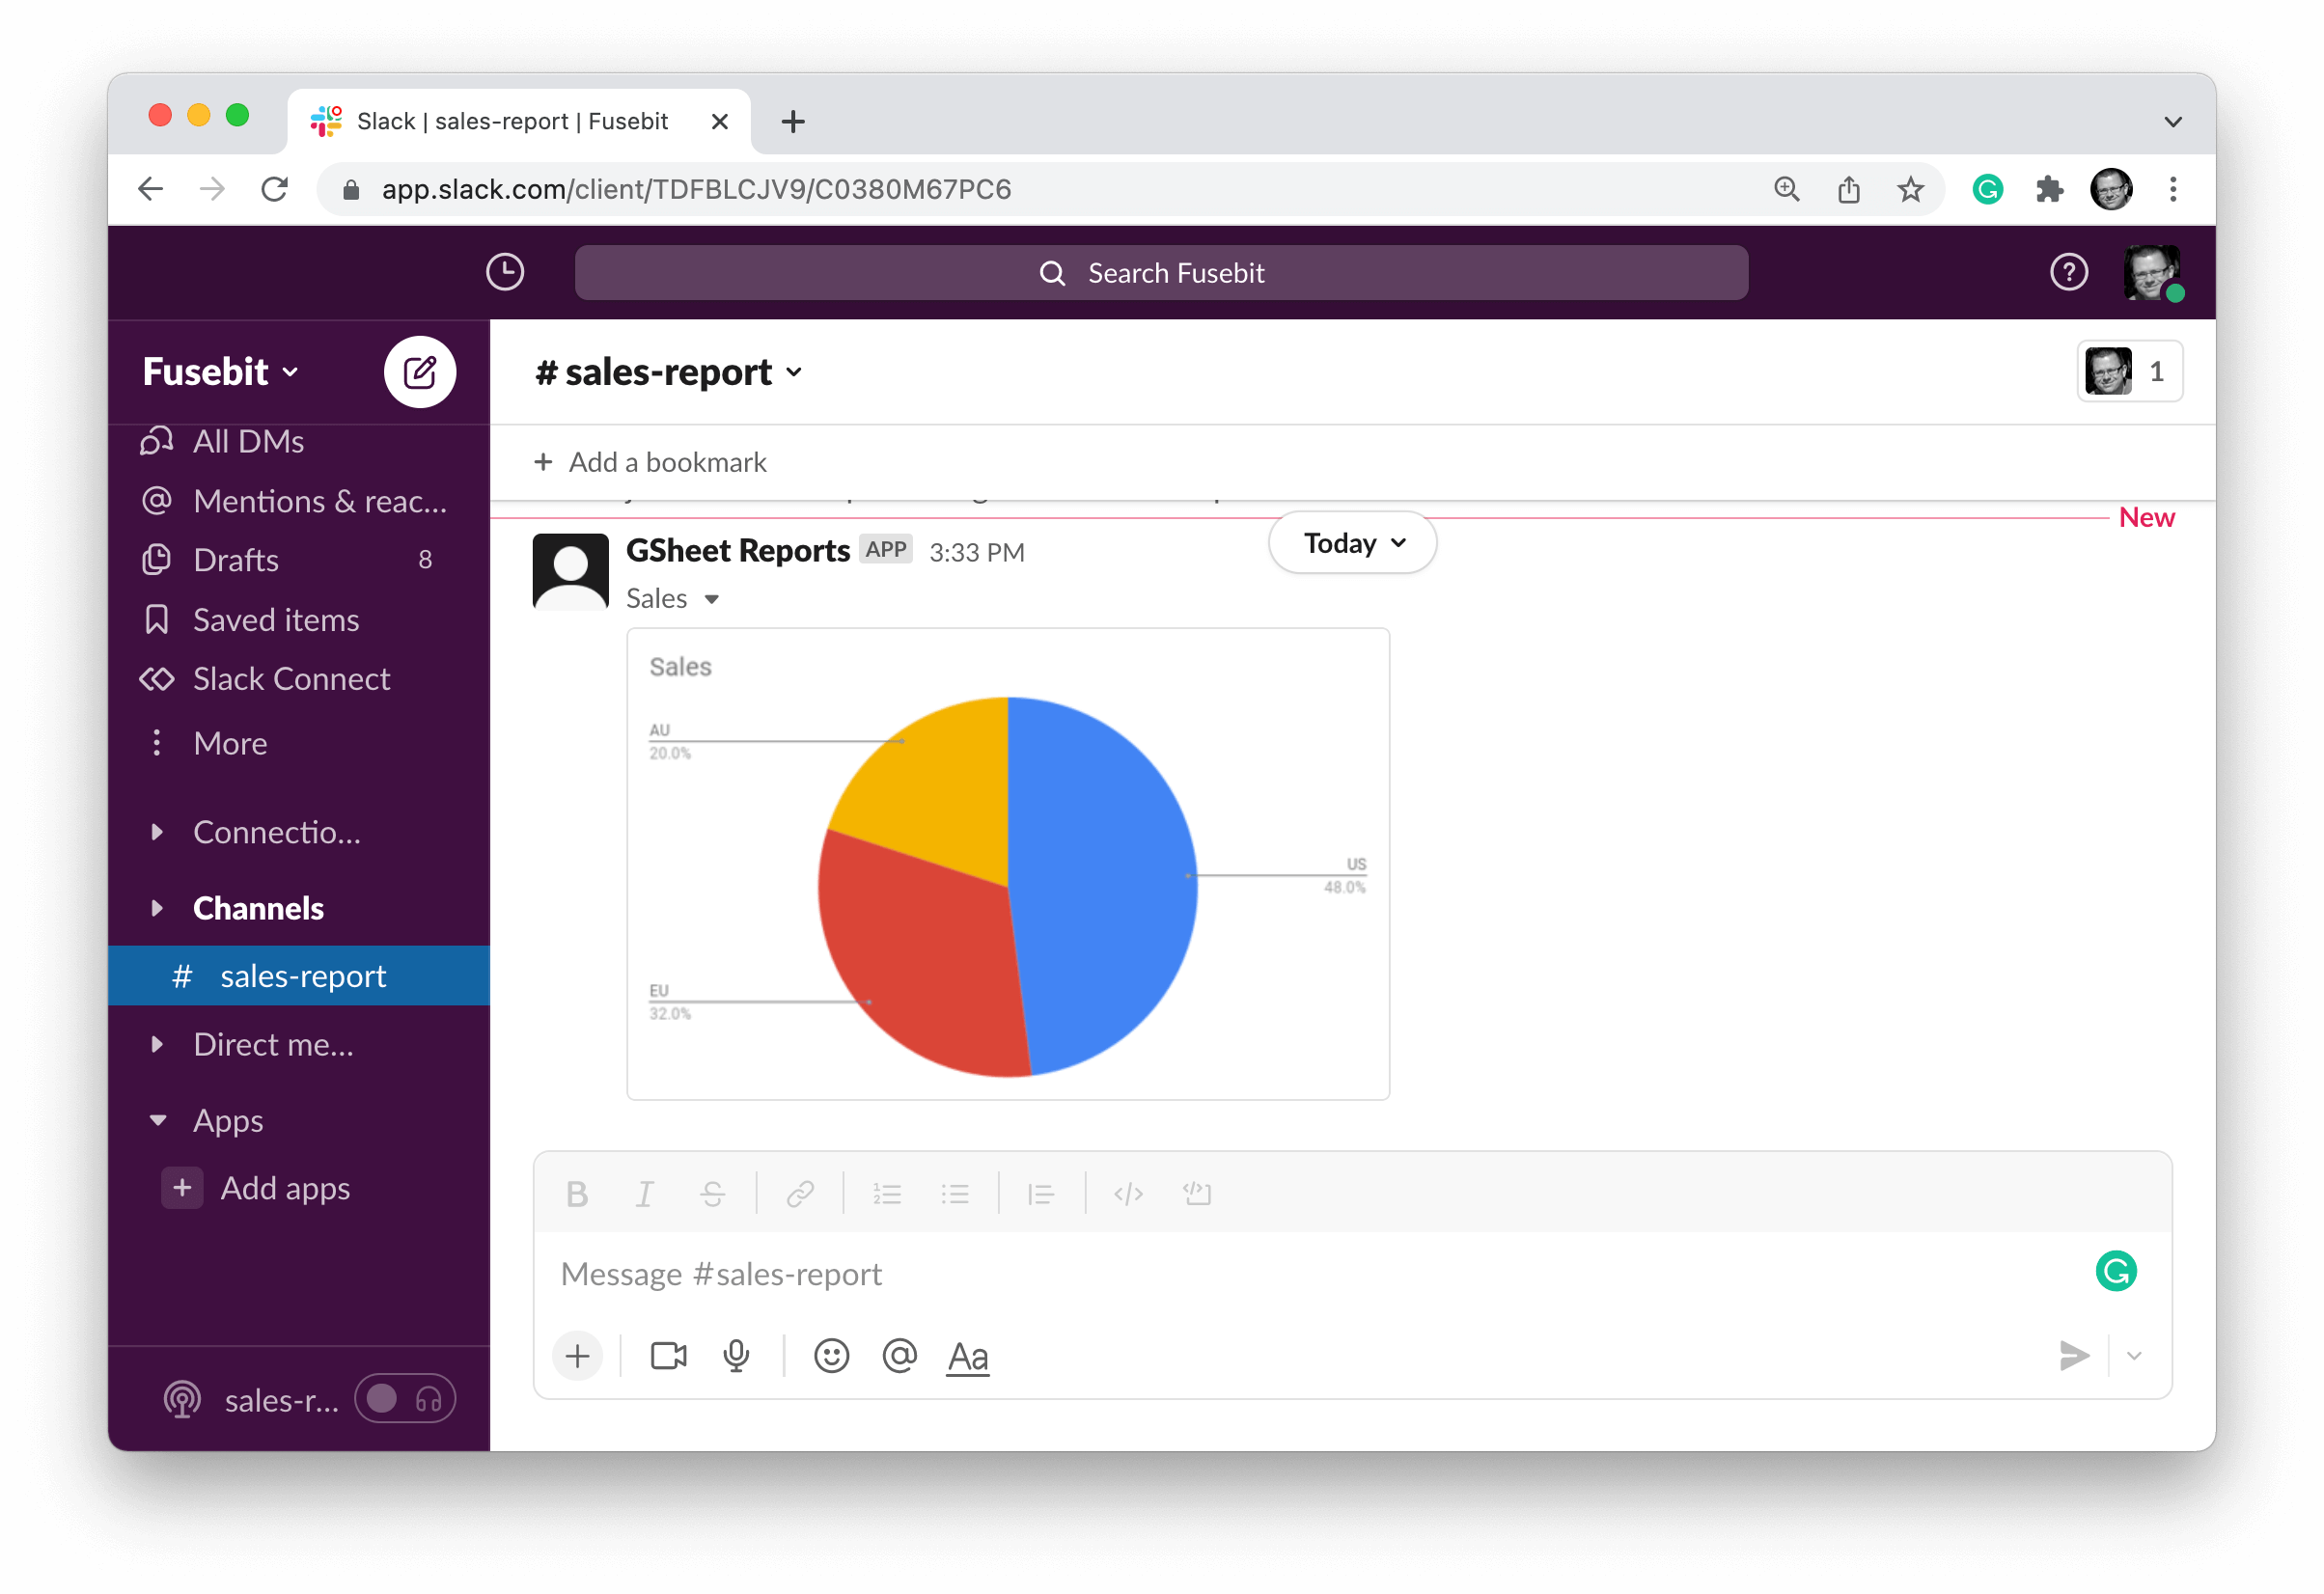 Slack | sales-report | Fusebit
app.slack.com/client/TDFBLCJV9/C0380M67PC6
Search Fusebit
Fusebit
All DMs
Mentions & reac...
Drafts 8
Saved items
Slack Connect
More
Connectio...
Channels
# sales-report
Direct me...
Apps
+ Add apps
sales-r...
# sales-report
1
+ Add a bookmark
New
Today
GSheet Reports APP 3:33 PM
Sales
Sales
AU
20.0%
US
48.0%
EU
32.0%
Message #sales-report
Aa